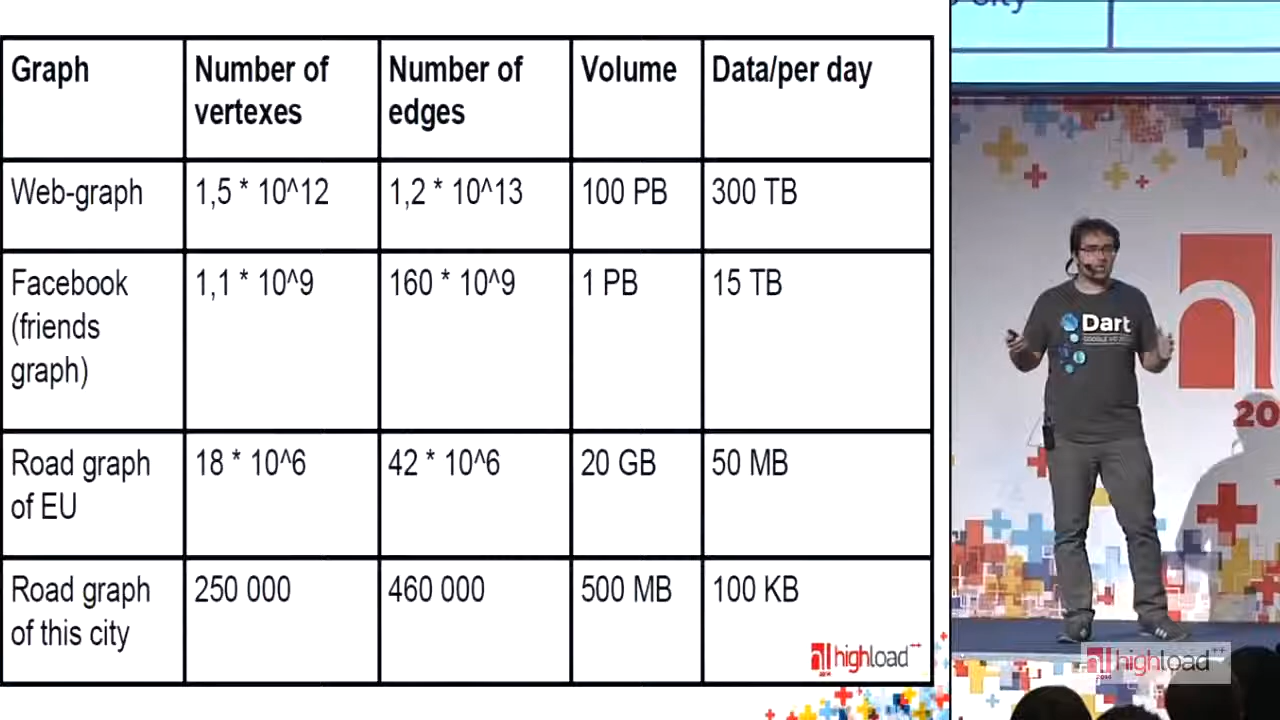 Graph
Number of
vertexes
Number of
edges
Volume
Data/per day
Web-graph
1,5 * 10^12
1,2 * 10^13
100 PB
300 TB
Facebook
(friends
graph)
1,1 * 10^9
160 * 10^9
1 PB
15 TB
Road graph
of EU
18 * 10^6
42 * 10^6
20 GB
50 MB
Road graph
of this city
250 000
460 000
500 MB
100 KB
highload++
Dart
20
highload++